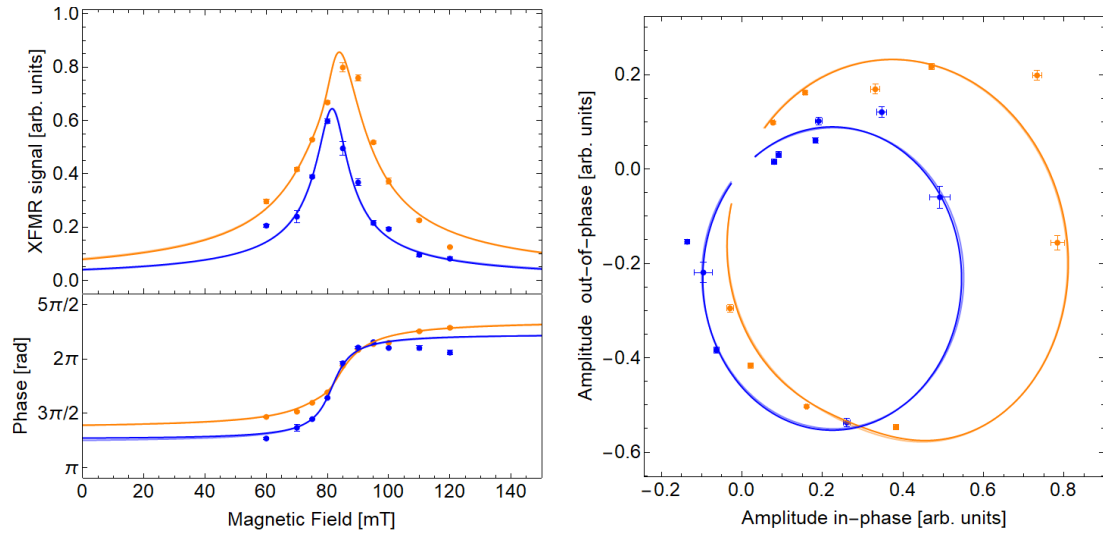 XFMR signal [arb. units]
1.0
0.8
0.6
0.4
0.2
0.0
Phase [rad]
5π/2
2π
3π/2
π
0 20 40 60 80 100 120 140
Magnetic Field [mT]
Amplitude out-of-phase [arb. units]
0.2
0.0
−0.2
−0.4
−0.6
−0.2 0.0 0.2 0.4 0.6 0.8
Amplitude in-phase [arb. units]